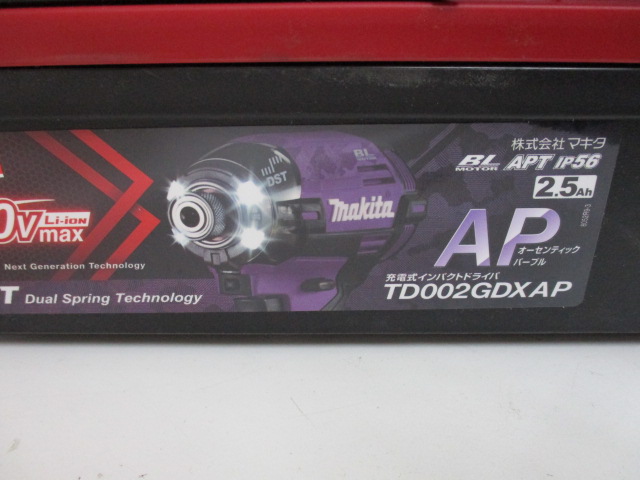 株式会社 マキタ
BL MOTOR APT IP56
2.5Ah
DST
BL
makita
0Vmax Li-ion
AP オーセンティック
パープル
Next Generation Technology
充電式インパクトドライバ
T Dual Spring Technology
TD002GDXAP